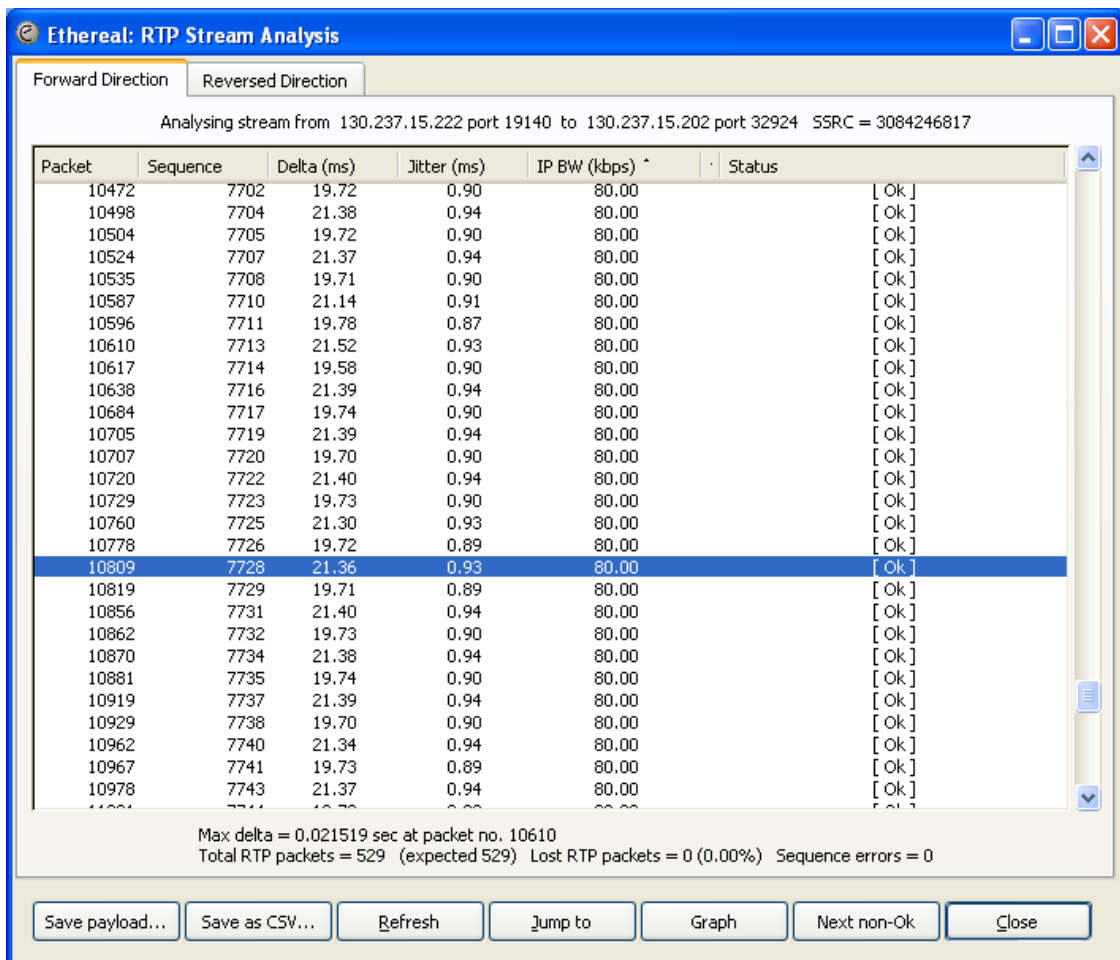 Ethereal: RTP Stream Analysis
Forward Direction Reversed Direction
Analysing stream from 130.237.15.222 port 19140 to 130.237.15.202 port 32924 SSRC = 3084246817
Packet Sequence Delta (ms) Jitter (ms) IP BW (kbps) Status
10472 7702 19.72 0.90 80.00 [ Ok ]
10498 7704 21.38 0.94 80.00 [ Ok ]
10504 7705 19.72 0.90 80.00 [ Ok ]
10524 7707 21.37 0.94 80.00 [ Ok ]
10535 7708 19.71 0.90 80.00 [ Ok ]
10587 7710 21.14 0.91 80.00 [ Ok ]
10596 7711 19.78 0.87 80.00 [ Ok ]
10610 7713 21.52 0.93 80.00 [ Ok ]
10617 7714 19.58 0.90 80.00 [ Ok ]
10638 7716 21.39 0.94 80.00 [ Ok ]
10684 7717 19.74 0.90 80.00 [ Ok ]
10705 7719 21.39 0.94 80.00 [ Ok ]
10707 7720 19.70 0.90 80.00 [ Ok ]
10720 7722 21.40 0.94 80.00 [ Ok ]
10729 7723 19.73 0.90 80.00 [ Ok ]
10760 7725 21.30 0.93 80.00 [ Ok ]
10778 7726 19.72 0.89 80.00 [ Ok ]
10809 7728 21.36 0.93 80.00 [ Ok ]
10819 7729 19.71 0.89 80.00 [ Ok ]
10856 7731 21.40 0.94 80.00 [ Ok ]
10862 7732 19.73 0.90 80.00 [ Ok ]
10870 7734 21.38 0.94 80.00 [ Ok ]
10881 7735 19.74 0.90 80.00 [ Ok ]
10919 7737 21.39 0.94 80.00 [ Ok ]
10929 7738 19.70 0.90 80.00 [ Ok ]
10962 7740 21.34 0.94 80.00 [ Ok ]
10967 7741 19.73 0.89 80.00 [ Ok ]
10978 7743 21.37 0.94 80.00 [ Ok ]
Max delta = 0.021519 sec at packet no. 10610
Total RTP packets = 529 (expected 529) Lost RTP packets = 0 (0.00%) Sequence errors = 0
Save payload... Save as CSV... Refresh Jump to Graph Next non-Ok Close